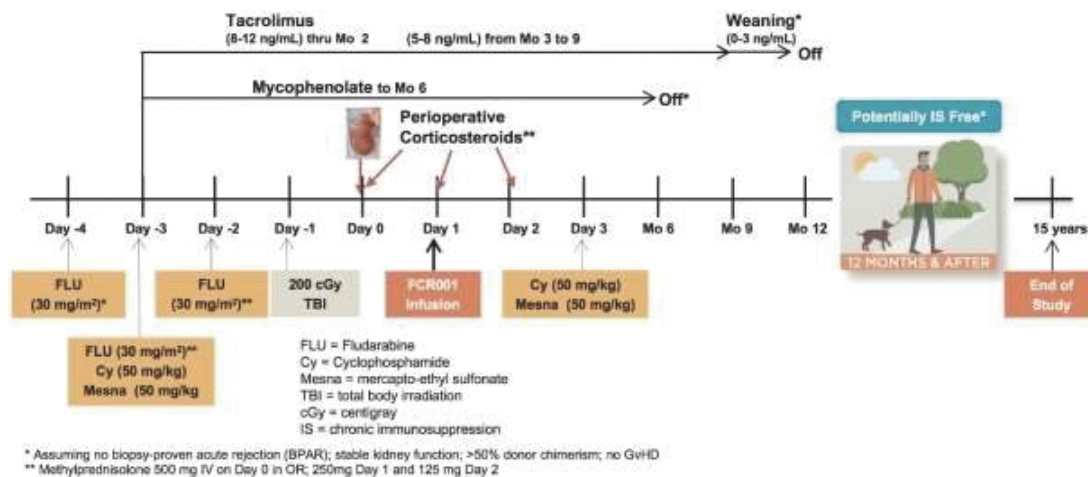 Tacrolimus
(8-12 ng/mL) thru Mo 2
(5-8 ng/mL) from Mo 3 to 9
Weaning*
(0-3 ng/mL)
Off
Mycophenolate to Mo 6
Off*
Perioperative
Corticosteroids**
Potentially IS Free*
12 MONTHS & AFTER
Day -4
Day -3
Day -2
Day -1
Day 0
Day 1
Day 2
Day 3
Mo 6
Mo 9
Mo 12
15 years
FLU
(30 mg/m²)*
FLU
(30 mg/m²)**
200 cGy
TBI
FCR001
Infusion
Cy (50 mg/kg)
Mesna (50 mg/kg)
End of
Study
FLU (30 mg/m²)**
Cy (50 mg/kg)
Mesna (50 mg/kg
FLU = Fludarabine
Cy = Cyclophosphamide
Mesna = mercapto-ethyl sulfonate
TBI = total body irradiation
cGy = centigray
IS = chronic immunosuppression
* Assuming no biopsy-proven acute rejection (BPAR); stable kidney function; >50% donor chimerism; no GvHD
** Methylprednisolone 500 mg IV on Day 0 in OR; 250mg Day 1 and 125 mg Day 2